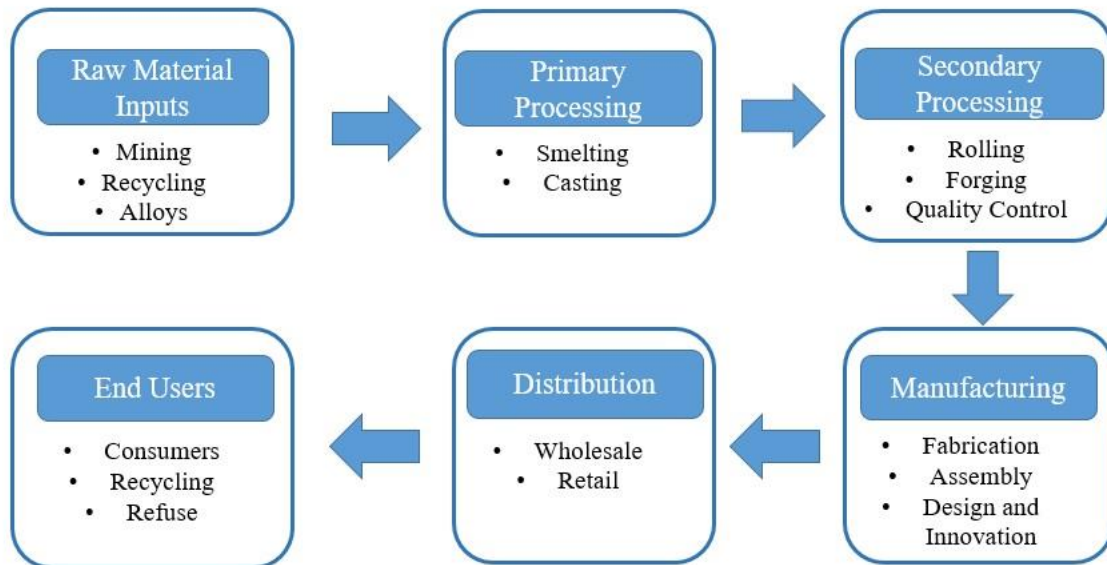 Raw Material
Inputs
• Mining
• Recycling
• Alloys
Primary
Processing
• Smelting
• Casting
Secondary
Processing
• Rolling
• Forging
• Quality Control
End Users
• Consumers
• Recycling
• Refuse
Distribution
• Wholesale
• Retail
Manufacturing
• Fabrication
• Assembly
• Design and
Innovation